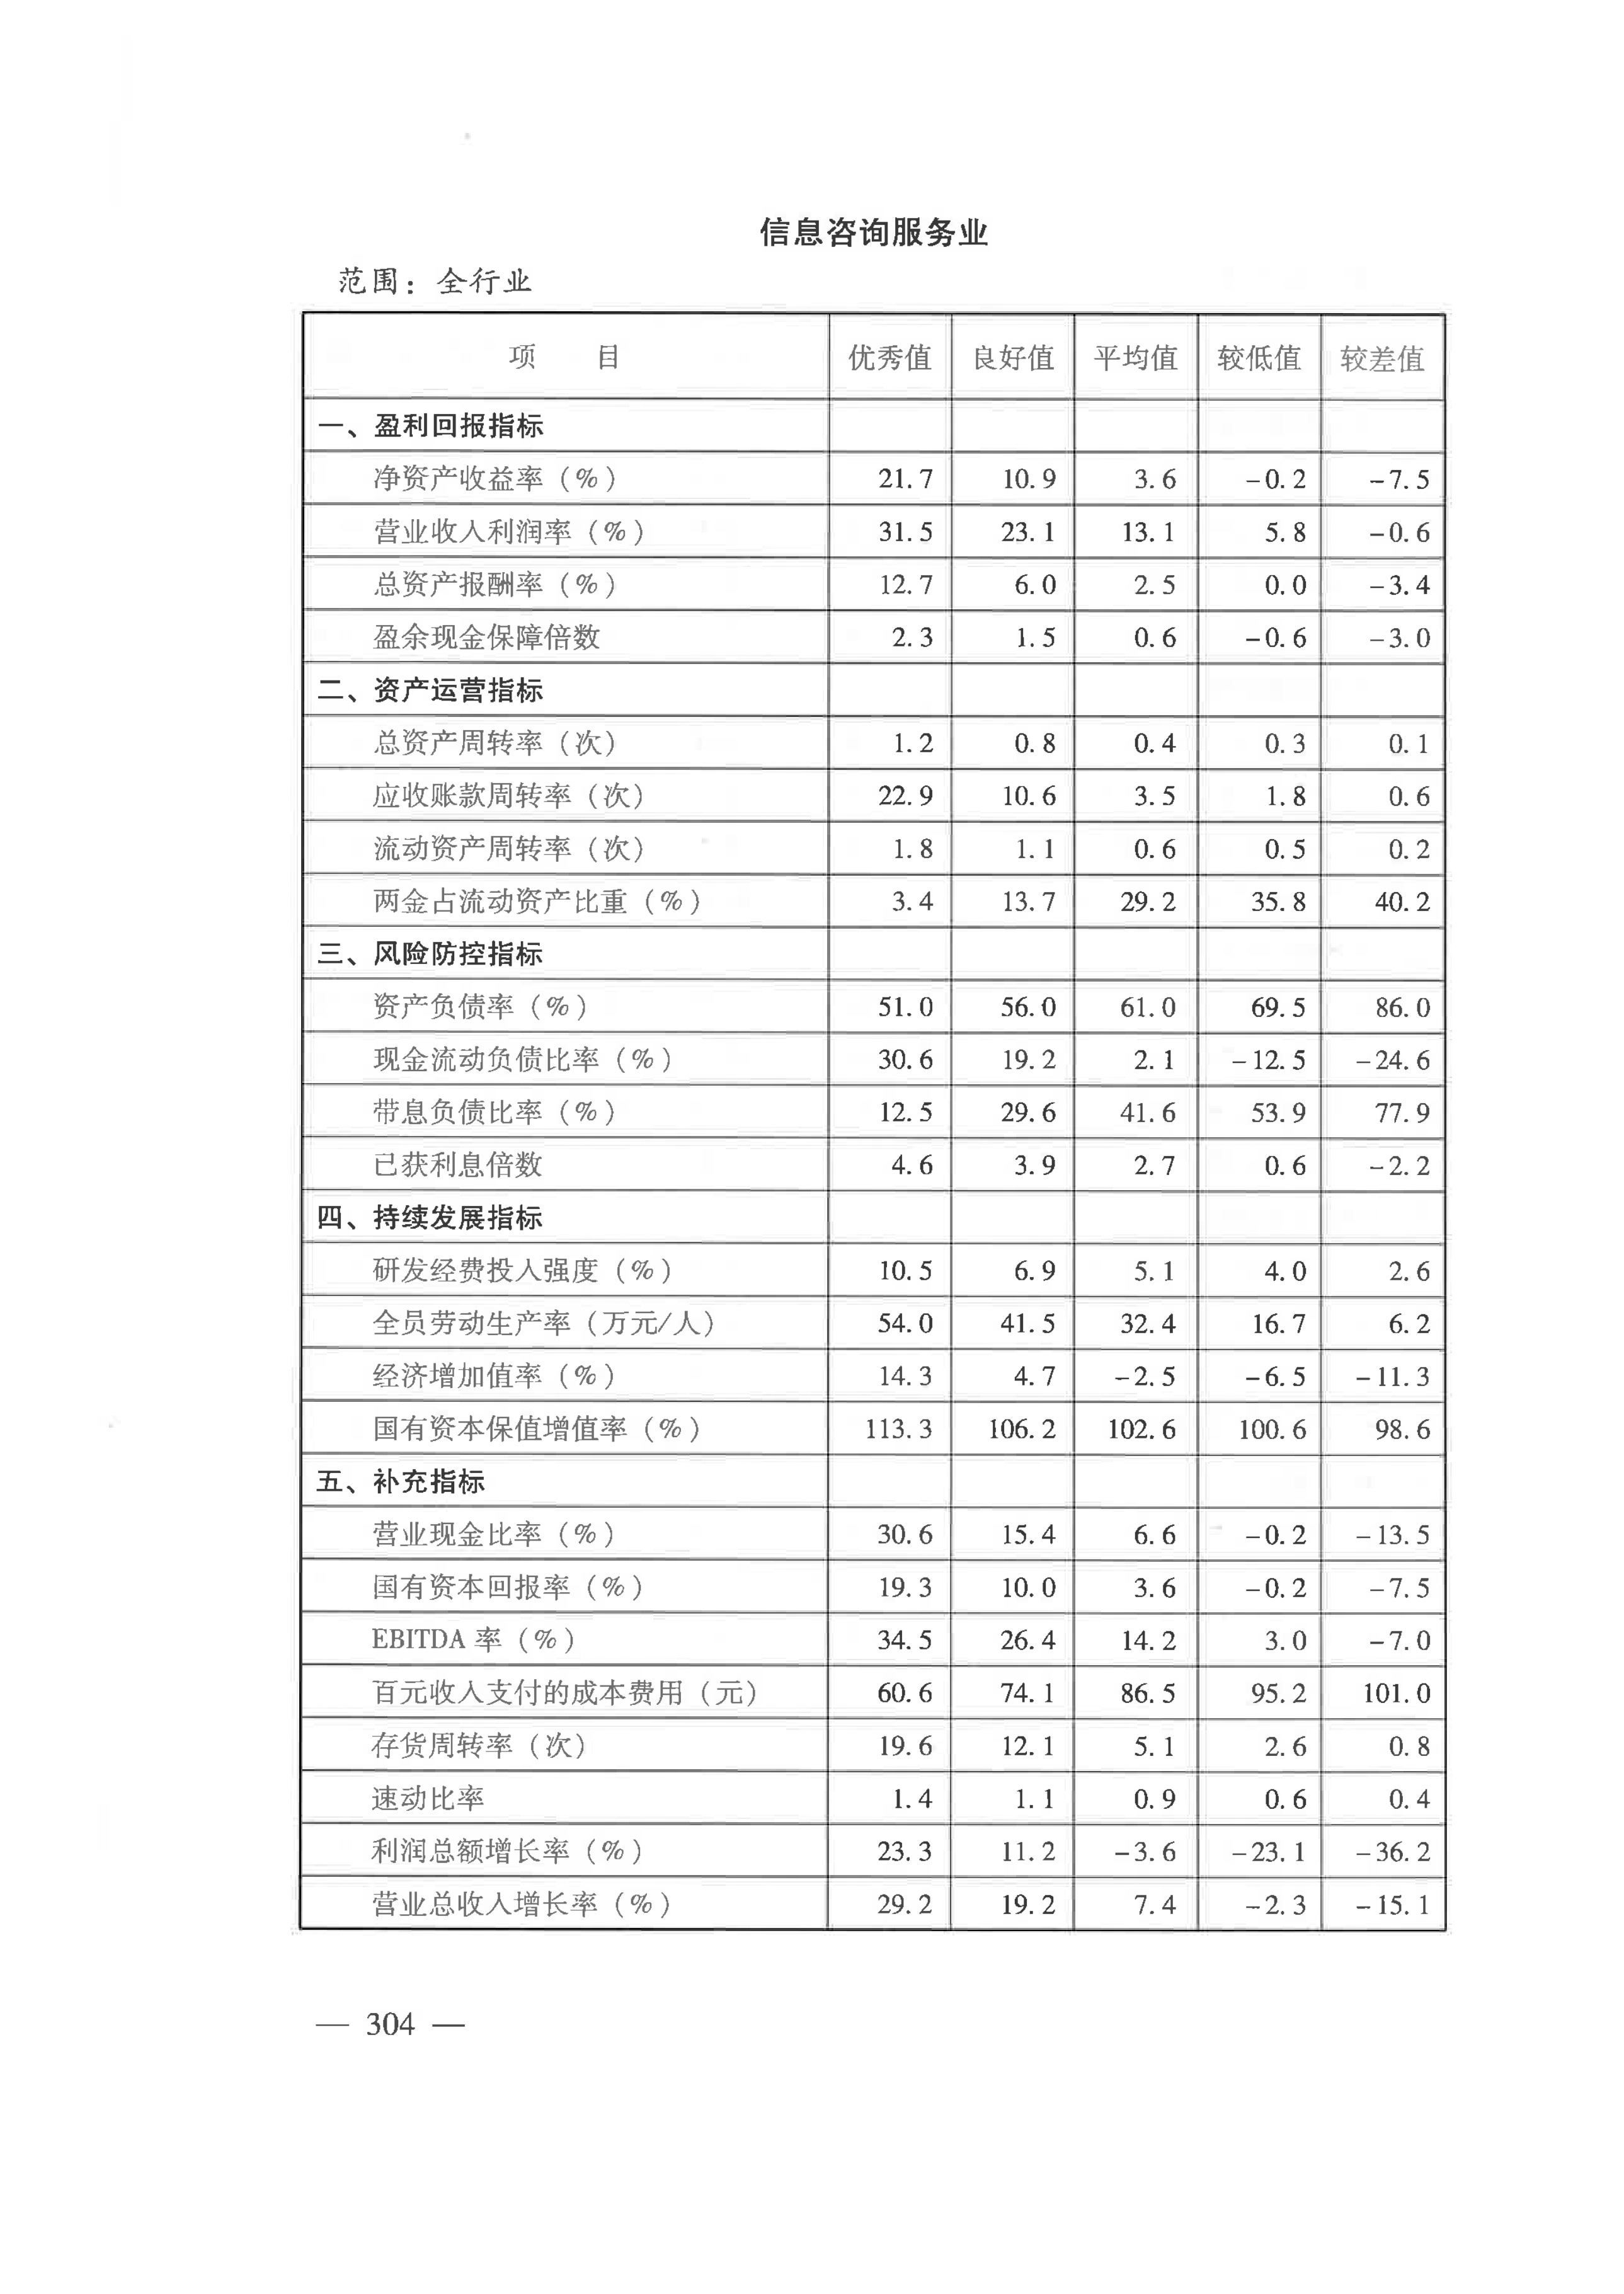 信息咨询服务业
范围：全行业
项 目 优秀值 良好值 平均值 较低值 较差值
一、盈利回报指标
净资产收益率（%） 21.7 10.9 3.6 -0.2 -7.5
营业收入利润率（%） 31.5 23.1 13.1 5.8 -0.6
总资产报酬率（%） 12.7 6.0 2.5 0.0 -3.4
盈余现金保障倍数 2.3 1.5 0.6 -0.6 -3.0
二、资产运营指标
总资产周转率（次） 1.2 0.8 0.4 0.3 0.1
应收账款周转率（次） 22.9 10.6 3.5 1.8 0.6
流动资产周转率（次） 1.8 1.1 0.6 0.5 0.2
两金占流动资产比重（%） 3.4 13.7 29.2 35.8 40.2
三、风险防控指标
资产负债率（%） 51.0 56.0 61.0 69.5 86.0
现金流动负债比率（%） 30.6 19.2 2.1 -12.5 -24.6
带息负债比率（%） 12.5 29.6 41.6 53.9 77.9
已获利息倍数 4.6 3.9 2.7 0.6 -2.2
四、持续发展指标
研发经费投入强度（%） 10.5 6.9 5.1 4.0 2.6
全员劳动生产率（万元/人） 54.0 41.5 32.4 16.7 6.2
经济增加值率（%） 14.3 4.7 -2.5 -6.5 -11.3
国有资本保值增值率（%） 113.3 106.2 102.6 100.6 98.6
五、补充指标
营业现金比率（%） 30.6 15.4 6.6 -0.2 -13.5
国有资本回报率（%） 19.3 10.0 3.6 -0.2 -7.5
EBITDA 率（%） 34.5 26.4 14.2 3.0 -7.0
百元收入支付的成本费用（元） 60.6 74.1 86.5 95.2 101.0
存货周转率（次） 19.6 12.1 5.1 2.6 0.8
速动比率 1.4 1.1 0.9 0.6 0.4
利润总额增长率（%） 23.3 11.2 -3.6 -23.1 -36.2
营业总收入增长率（%） 29.2 19.2 7.4 -2.3 -15.1
— 304 —